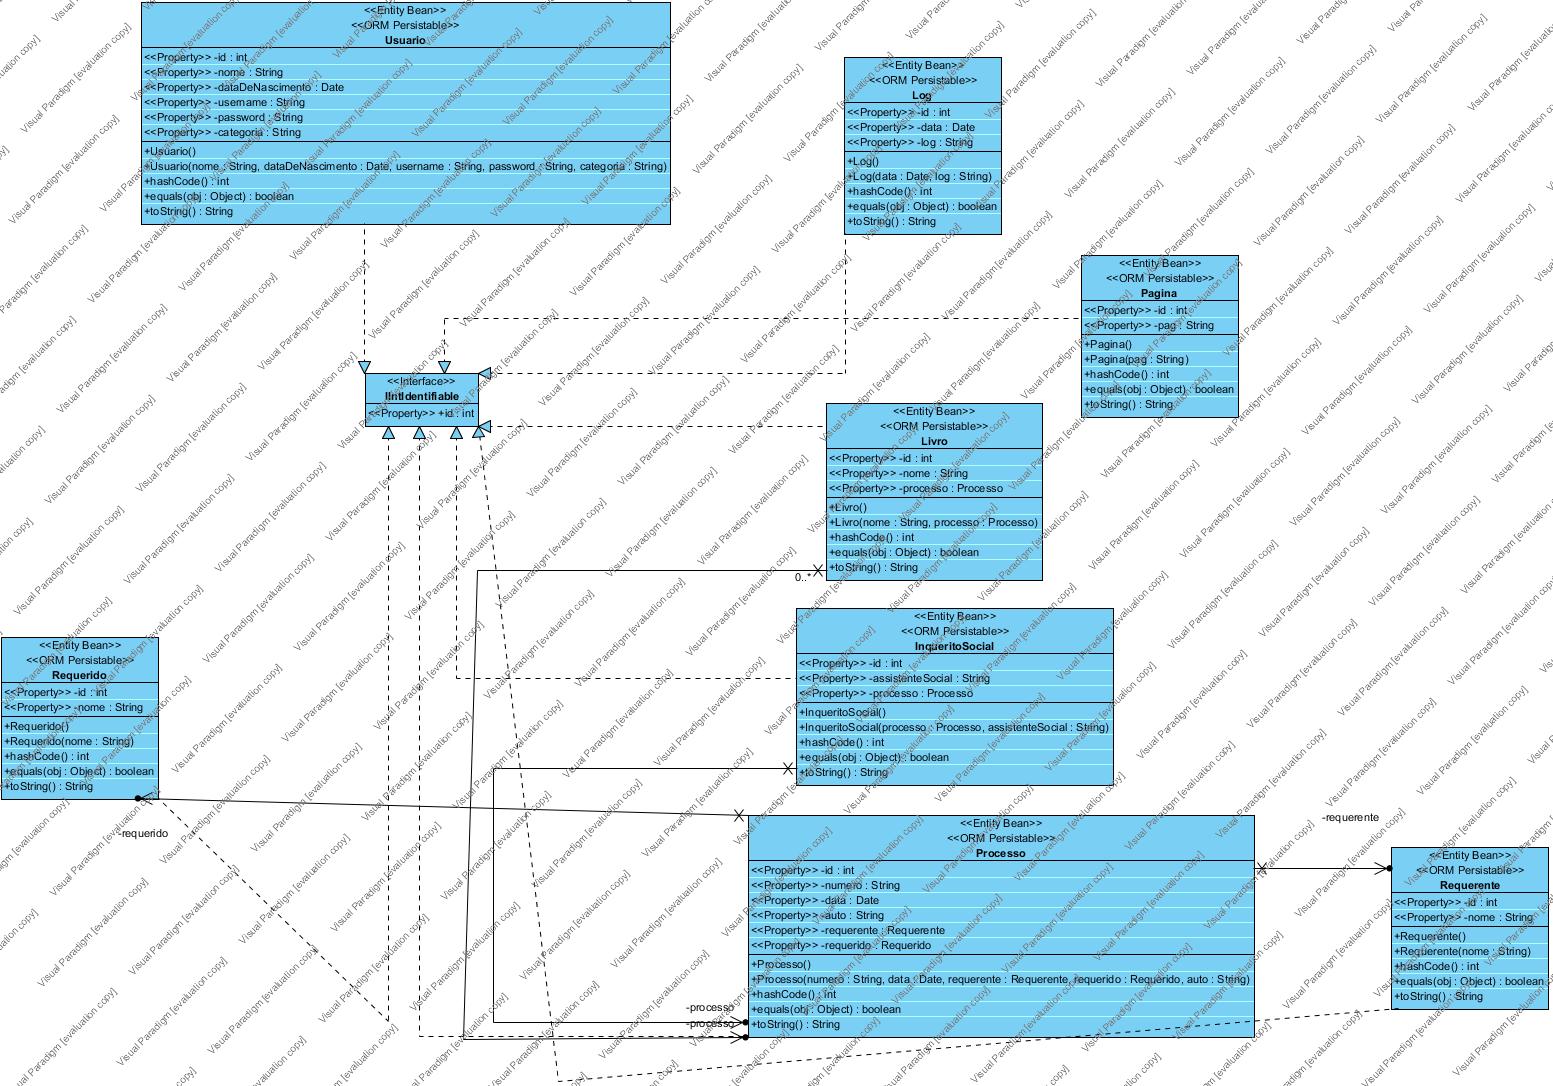 <<Entity Bean>>
<<ORM Persistable>>
Usuario
<<Property>> -id : int
<<Property>> -nome : String
<<Property>> -dataDeNascimento : Date
<<Property>> -username : String
<<Property>> -password : String
<<Property>> -categoria : String
+Usuario()
+Usuario(nome : String, dataDeNascimento : Date, username : String, password : String, categoria : String)
+hashCode() : int
+equals(obj : Object) : boolean
+toString() : String
<<Entity Bean>>
<<ORM Persistable>>
Log
<<Property>> -id : int
<<Property>> -data : Date
<<Property>> -log : String
+Log()
+Log(data : Date, log : String)
+hashCode() : int
+equals(obj : Object) : boolean
+toString() : String
<<Entity Bean>>
<<ORM Persistable>>
Pagina
<<Property>> -id : int
<<Property>> -pag : String
+Pagina()
+Pagina(pag : String)
+hashCode() : int
+equals(obj : Object) : boolean
+toString() : String
<<Interface>>
IIntIdentifiable
<<Property>> +id : int
<<Entity Bean>>
<<ORM Persistable>>
Livro
<<Property>> -id : int
<<Property>> -nome : String
<<Property>> -processo : Processo
+Livro()
+Livro(nome : String, processo : Processo)
+hashCode() : int
+equals(obj : Object) : boolean
+toString() : String
0..*
<<Entity Bean>>
<<ORM Persistable>>
InqueritoSocial
<<Property>> -id : int
<<Property>> -assistenteSocial : String
<<Property>> -processo : Processo
+InqueritoSocial()
+InqueritoSocial(processo : Processo, assistenteSocial : String)
+hashCode() : int
+equals(obj : Object) : boolean
+toString() : String
<<Entity Bean>>
<<ORM Persistable>>
Requerido
<<Property>> -id : int
<<Property>> -nome : String
+Requerido()
+Requerido(nome : String)
+hashCode() : int
+equals(obj : Object) : boolean
+toString() : String
-requerido
<<Entity Bean>>
<<ORM Persistable>>
Processo
<<Property>> -id : int
<<Property>> -numero : String
<<Property>> -data : Date
<<Property>> -auto : String
<<Property>> -requerente : Requerente
<<Property>> -requerido : Requerido
+Processo()
+Processo(numero : String, data : Date, requerente : Requerente, requerido : Requerido, auto : String)
+hashCode() : int
+equals(obj : Object) : boolean
+toString() : String
-processo
-processo
-requerente
<<Entity Bean>>
<<ORM Persistable>>
Requerente
<<Property>> -id : int
<<Property>> -nome : String
+Requerente()
+Requerente(nome : String)
+hashCode() : int
+equals(obj : Object) : boolean
+toString() : String
Visual Paradigm [evaluation copy]